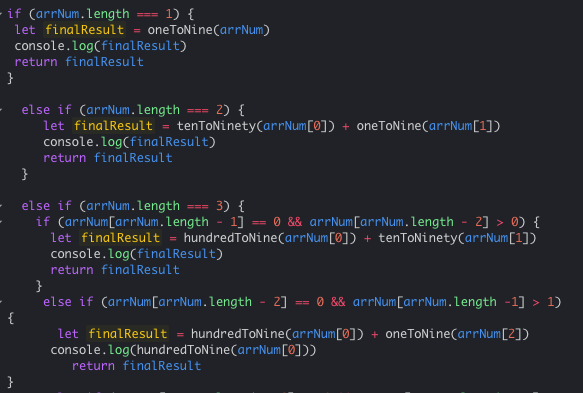 if (arrNum.length === 1) {
let finalResult = oneToNine(arrNum)
console.log(finalResult)
return finalResult
}
else if (arrNum.length === 2) {
let finalResult = tenToNinety(arrNum[0]) + oneToNine(arrNum[1])
console.log(finalResult)
return finalResult
}
else if (arrNum.length === 3) {
if (arrNum[arrNum.length - 1] == 0 && arrNum[arrNum.length - 2] > 0) {
let finalResult = hundredToNine(arrNum[0]) + tenToNinety(arrNum[1])
console.log(finalResult)
return finalResult
}
else if (arrNum[arrNum.length - 2] == 0 && arrNum[arrNum.length -1] > 1)
{
let finalResult = hundredToNine(arrNum[0]) + oneToNine(arrNum[2])
console.log(hundredToNine(arrNum[0]))
return finalResult
}